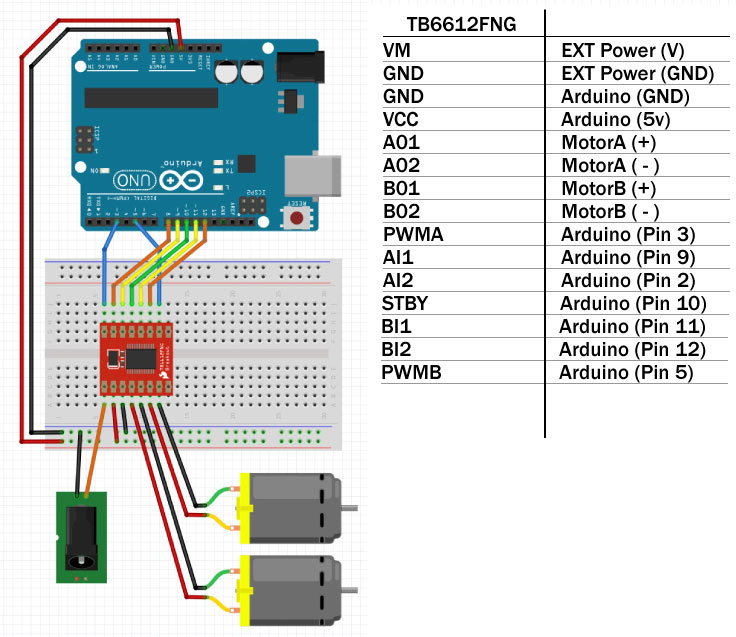 TB6612FNG
VM EXT Power (V)
GND EXT Power (GND)
GND Arduino (GND)
VCC Arduino (5v)
A01 MotorA (+)
A02 MotorA ( - )
B01 MotorB (+)
B02 MotorB ( - )
PWMA Arduino (Pin 3)
AI1 Arduino (Pin 9)
AI2 Arduino (Pin 2)
STBY Arduino (Pin 10)
BI1 Arduino (Pin 11)
BI2 Arduino (Pin 12)
PWMB Arduino (Pin 5)
ANALOG IN
POWER
RESET
ICSP
ON
UNO
Arduino
RX
TX
L
ICSP2
AREF
GND
RESET
DIGITAL (PWM~)